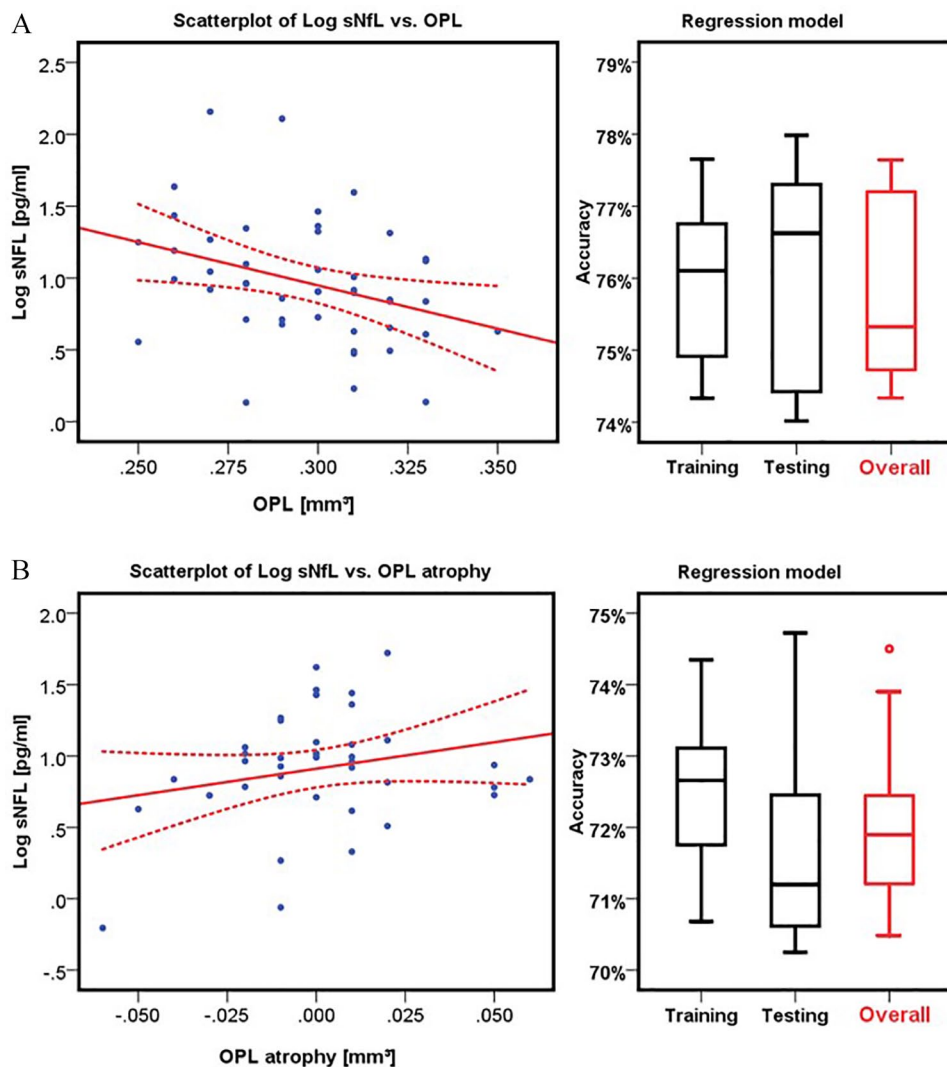 A
Scatterplot of Log sNfL vs. OPL
Log sNFL [pg/ml]
2.5
2.0
1.5
1.0
.5
.0
.250
.275
.300
.325
.350
OPL [mm³]
Regression model
Accuracy
79%
78%
77%
76%
75%
74%
Training
Testing
Overall
B
Scatterplot of Log sNfL vs. OPL atrophy
Log sNFL [pg/ml]
2.0
1.5
1.0
0.5
.0
-.5
-.050
-.025
.000
.025
.050
OPL atrophy [mm³]
Regression model
Accuracy
75%
74%
73%
72%
71%
70%
Training
Testing
Overall